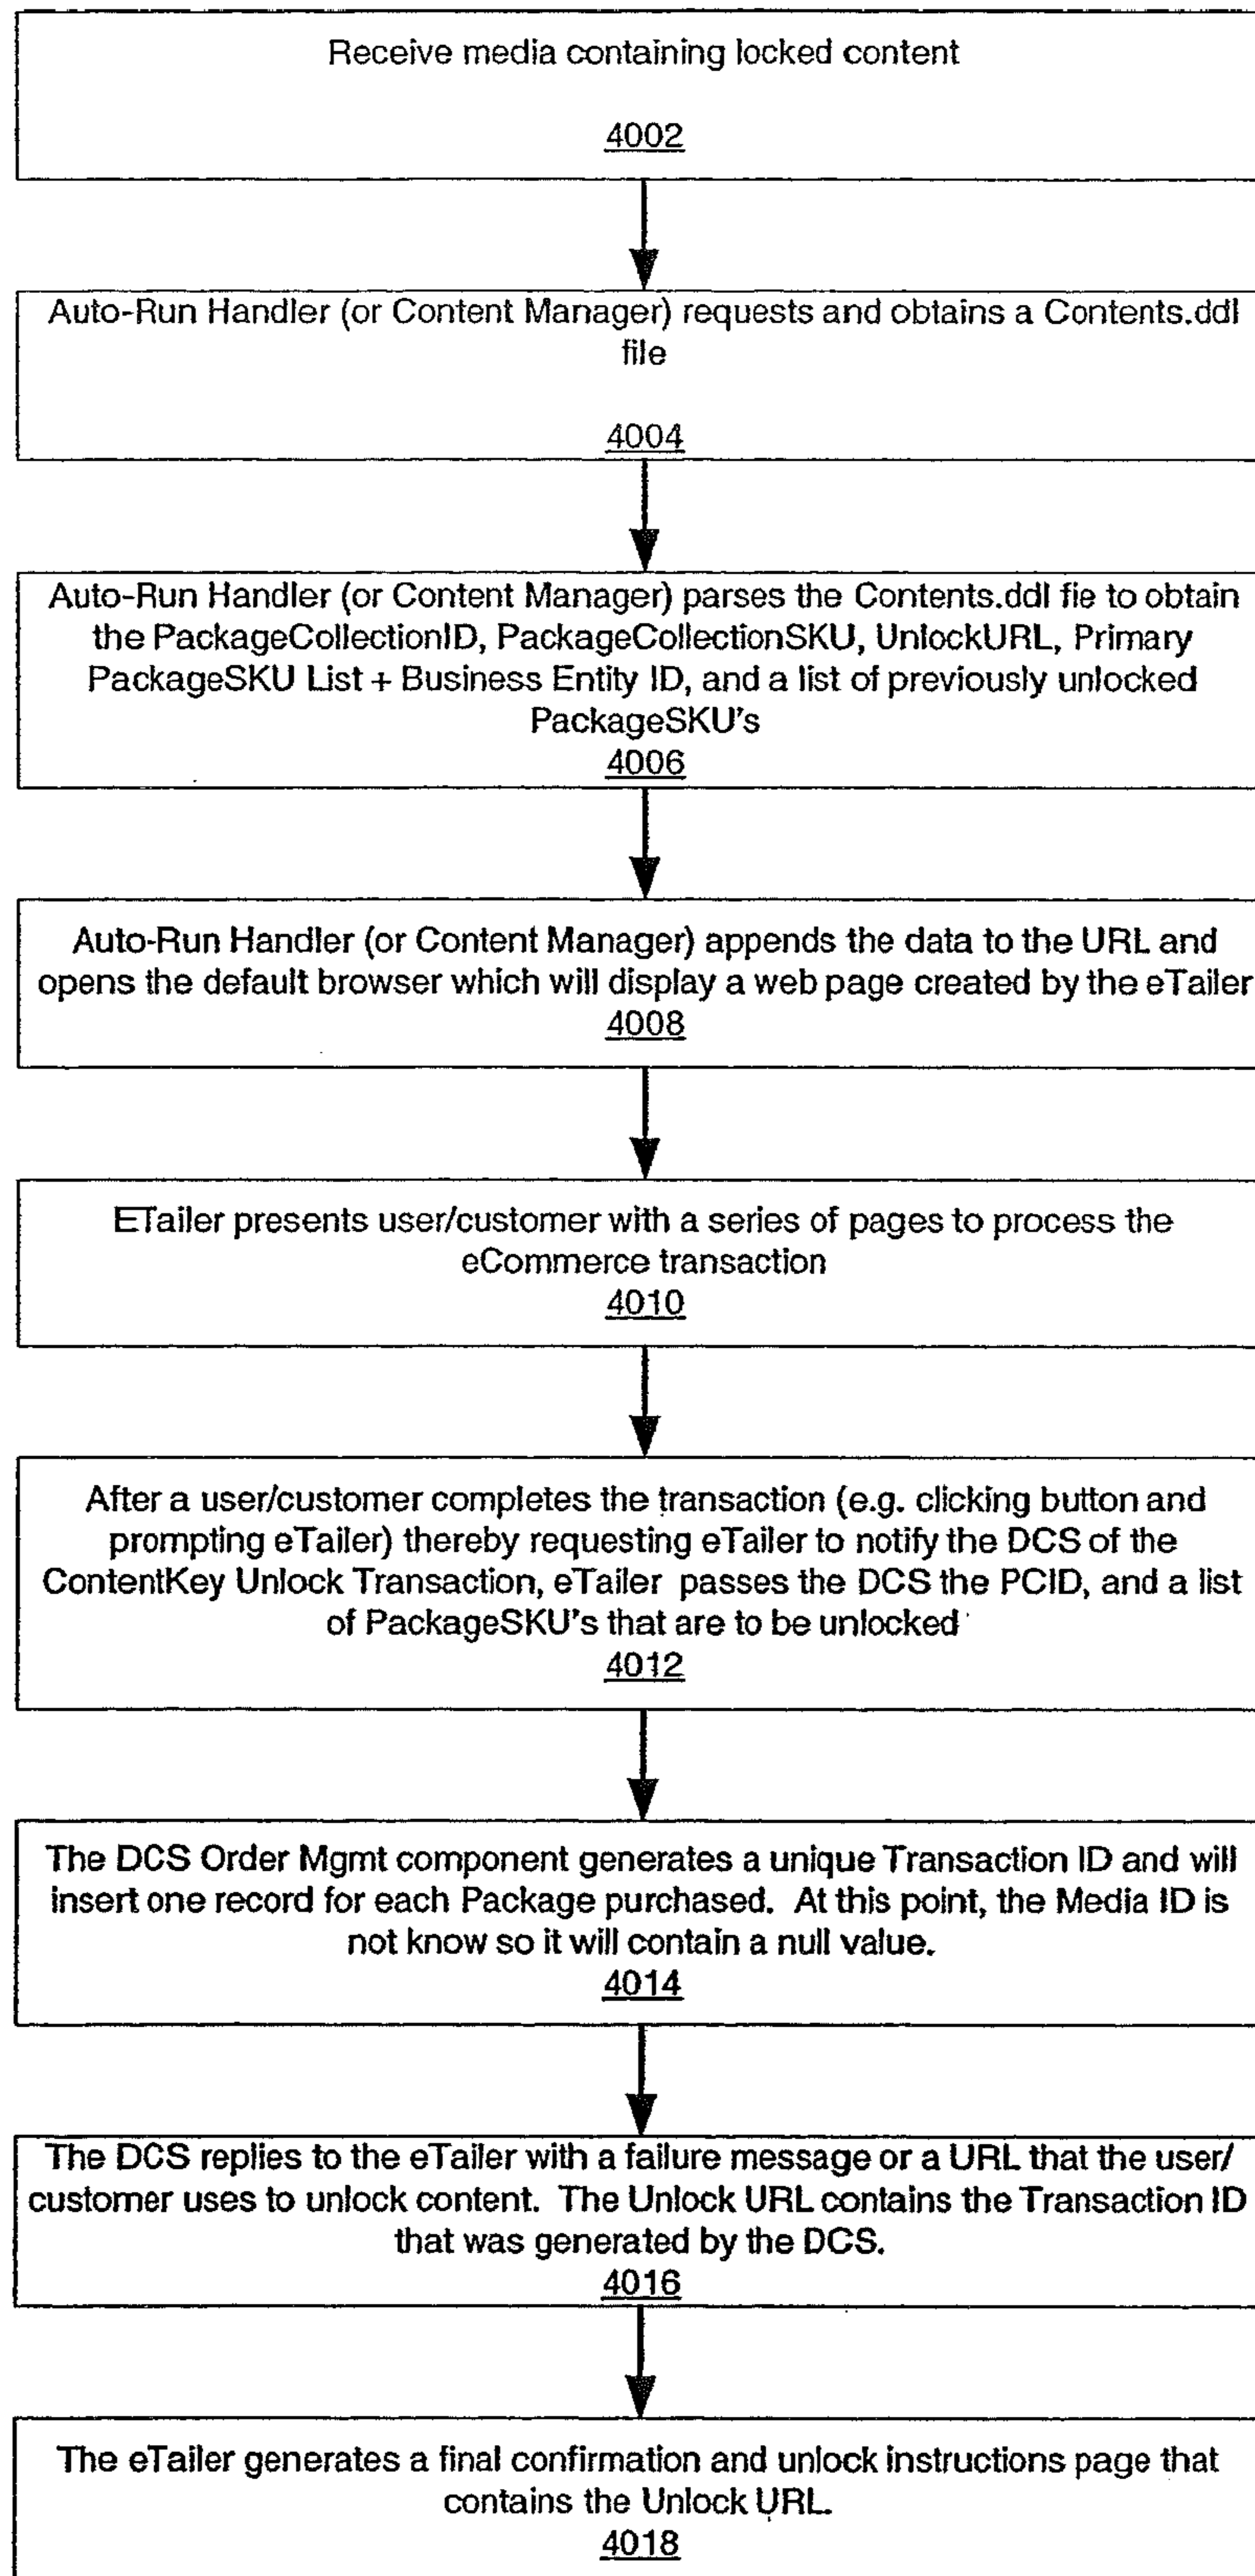 Receive media containing locked content
4002
Auto-Run Handler (or Content Manager) requests and obtains a Contents.ddl
file
4004
Auto-Run Handler (or Content Manager) parses the Contents.ddl fie to obtain
the PackageCollectionID, PackageCollectionSKU, UnlockURL, Primary
PackageSKU List + Business Entity ID, and a list of previously unlocked
PackageSKU's
4006
Auto-Run Handler (or Content Manager) appends the data to the URL and
opens the default browser which will display a web page created by the eTailer
4008
ETailer presents user/customer with a series of pages to process the
eCommerce transaction
4010
After a user/customer completes the transaction (e.g. clicking button and
prompting eTailer) thereby requesting eTailer to notify the DCS of the
ContentKey Unlock Transaction, eTailer passes the DCS the PCID, and a list
of PackageSKU's that are to be unlocked
4012
The DCS Order Mgmt component generates a unique Transaction ID and will
insert one record for each Package purchased. At this point, the Media ID is
not know so it will contain a null value.
4014
The DCS replies to the eTailer with a failure message or a URL that the user/
customer uses to unlock content. The Unlock URL contains the Transaction ID
that was generated by the DCS.
4016
The eTailer generates a final confirmation and unlock instructions page that
contains the Unlock URL.
4018